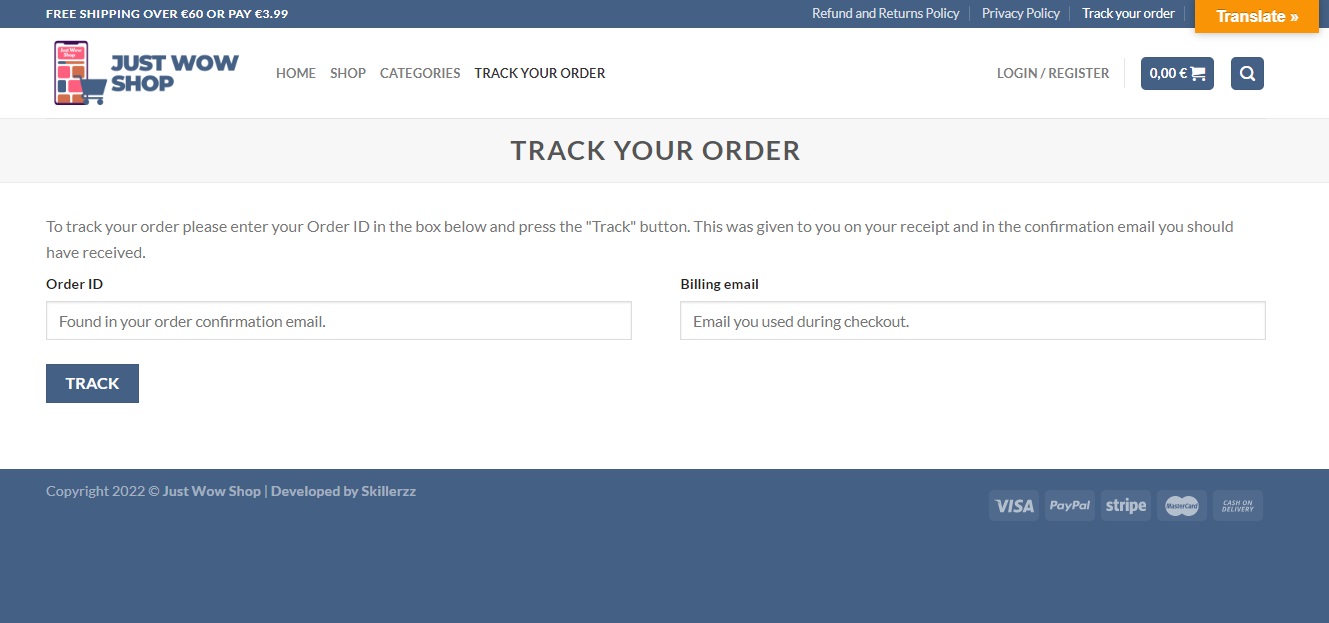 FREE SHIPPING OVER €60 OR PAY €3.99
Refund and Returns Policy
Privacy Policy
Track your order
Translate »
Just Wow
Shop
JUST WOW
SHOP
HOME
SHOP
CATEGORIES
TRACK YOUR ORDER
LOGIN / REGISTER
0,00 €
TRACK YOUR ORDER
To track your order please enter your Order ID in the box below and press the "Track" button. This was given to you on your receipt and in the confirmation email you should
have received.
Order ID
Billing email
Found in your order confirmation email.
Email you used during checkout.
TRACK
Copyright 2022 © Just Wow Shop | Developed by Skillerzz
VISA
PayPal
stripe
MasterCard
CASH ON
DELIVERY